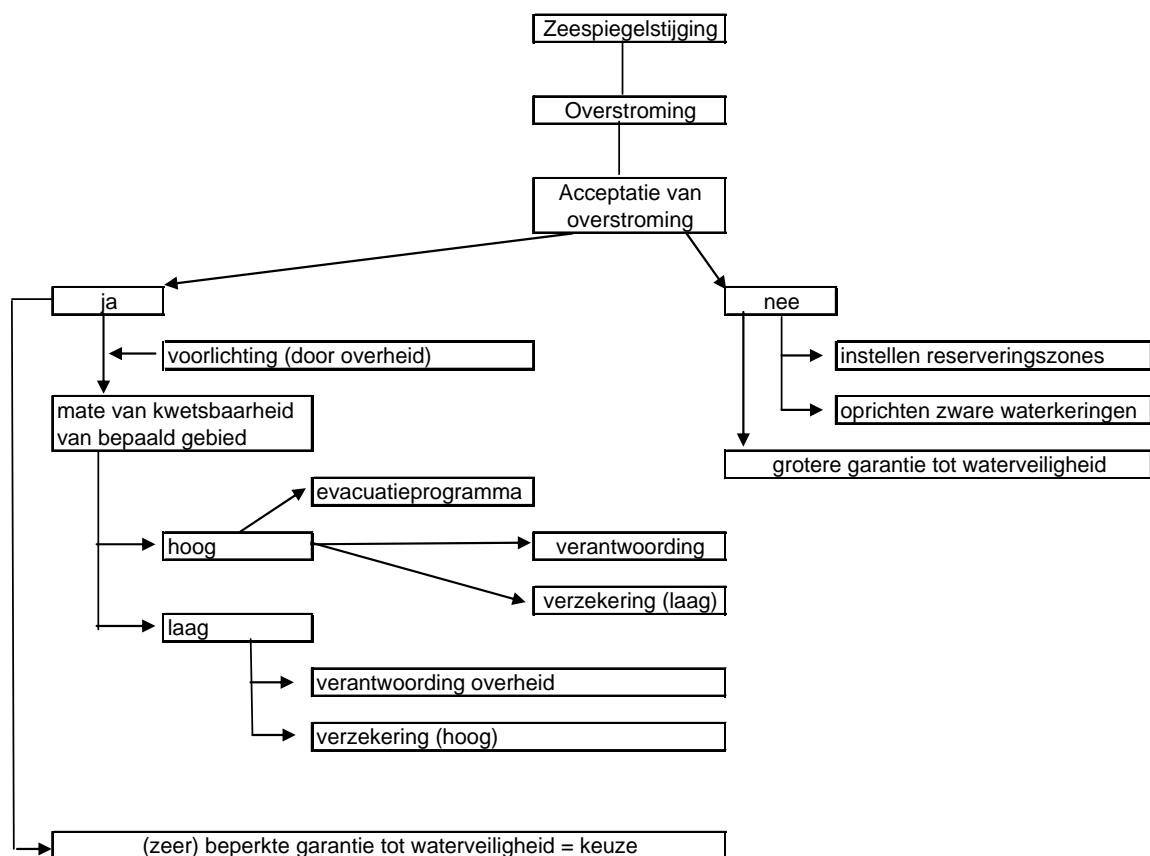 Zeespiegelstijging
Overstroming
Acceptatie van
overstroming
ja
nee
voorlichting (door overheid)
instellen reserveringszones
mate van kwetsbaarheid
van bepaald gebied
oprichten zware waterkeringen
grotere garantie tot waterveiligheid
evacuatieprogramma
hoog
verantwoording
verzekering (laag)
laag
verantwoording overheid
verzekering (hoog)
(zeer) beperkte garantie tot waterveiligheid = keuze